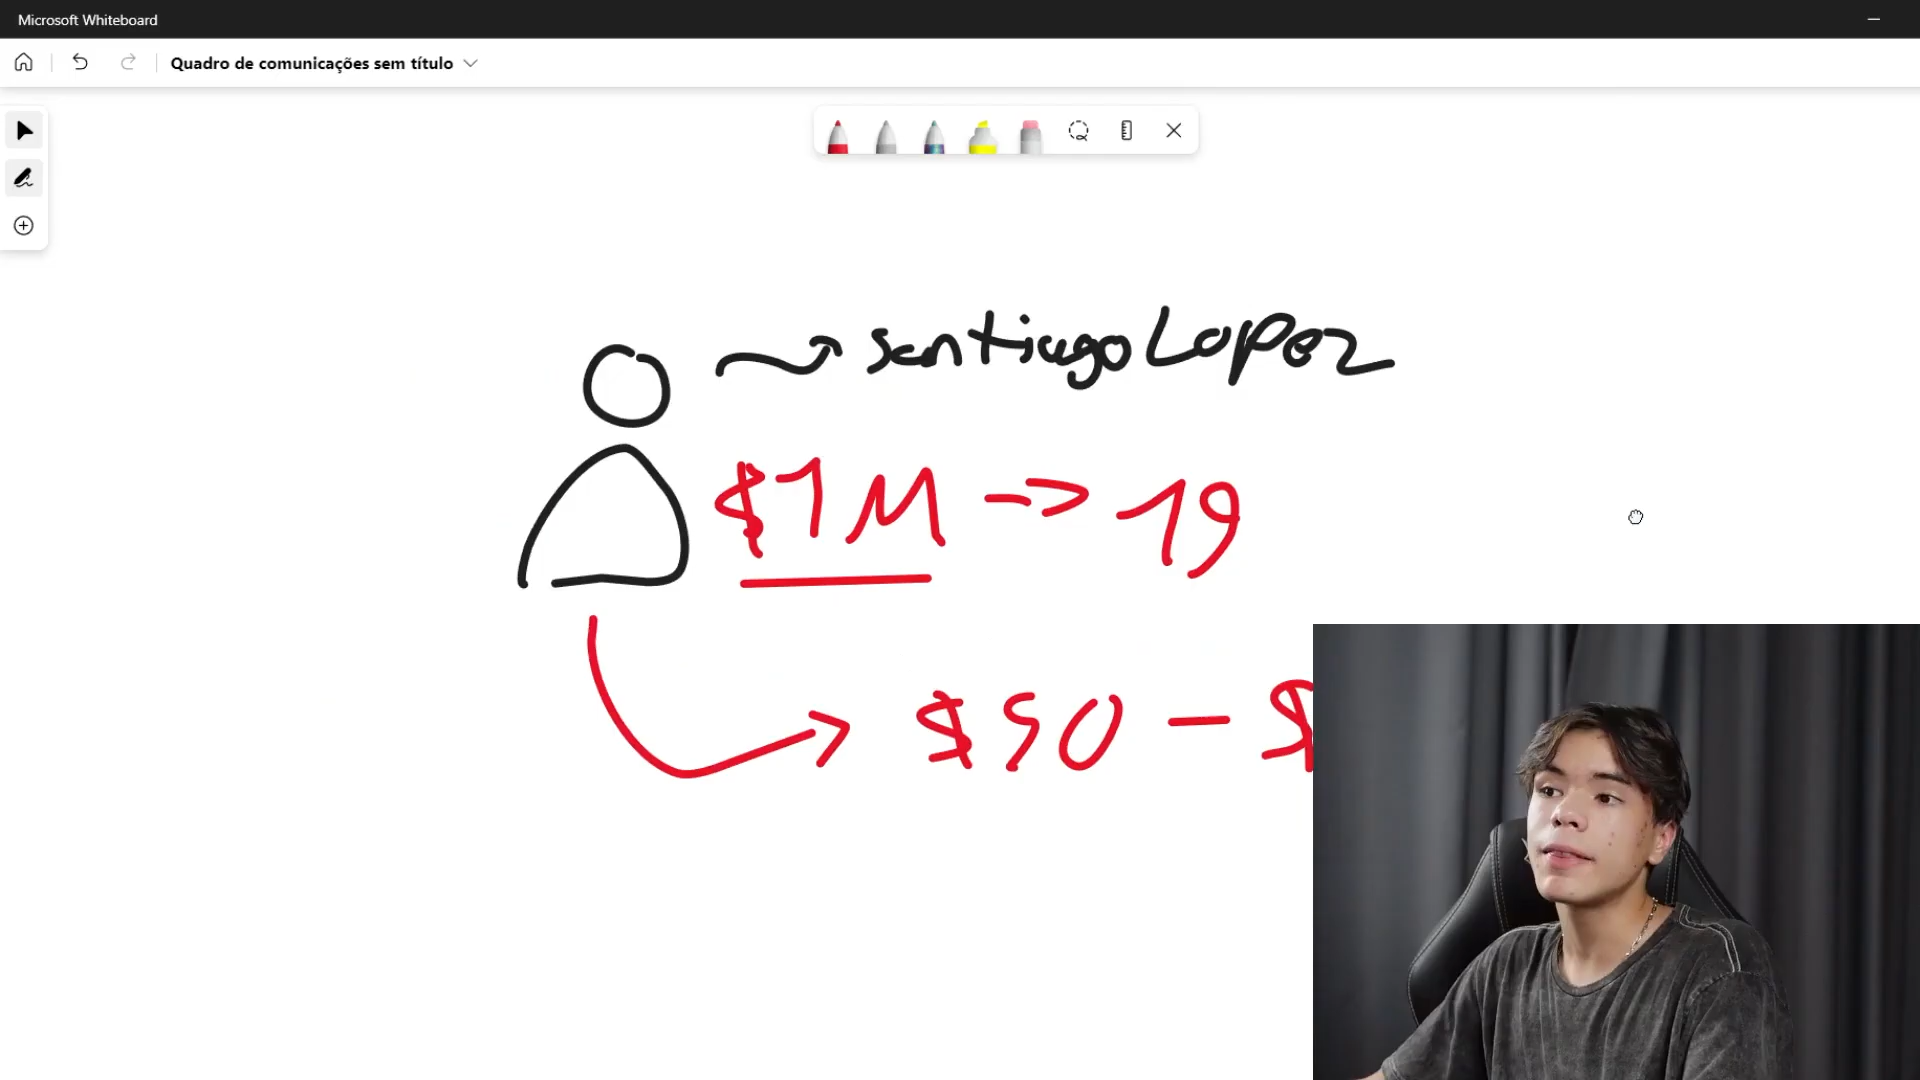 Microsoft Whiteboard
Quadro de comunicações sem título
santiago Lopez
$1M -> 19
$50 - $